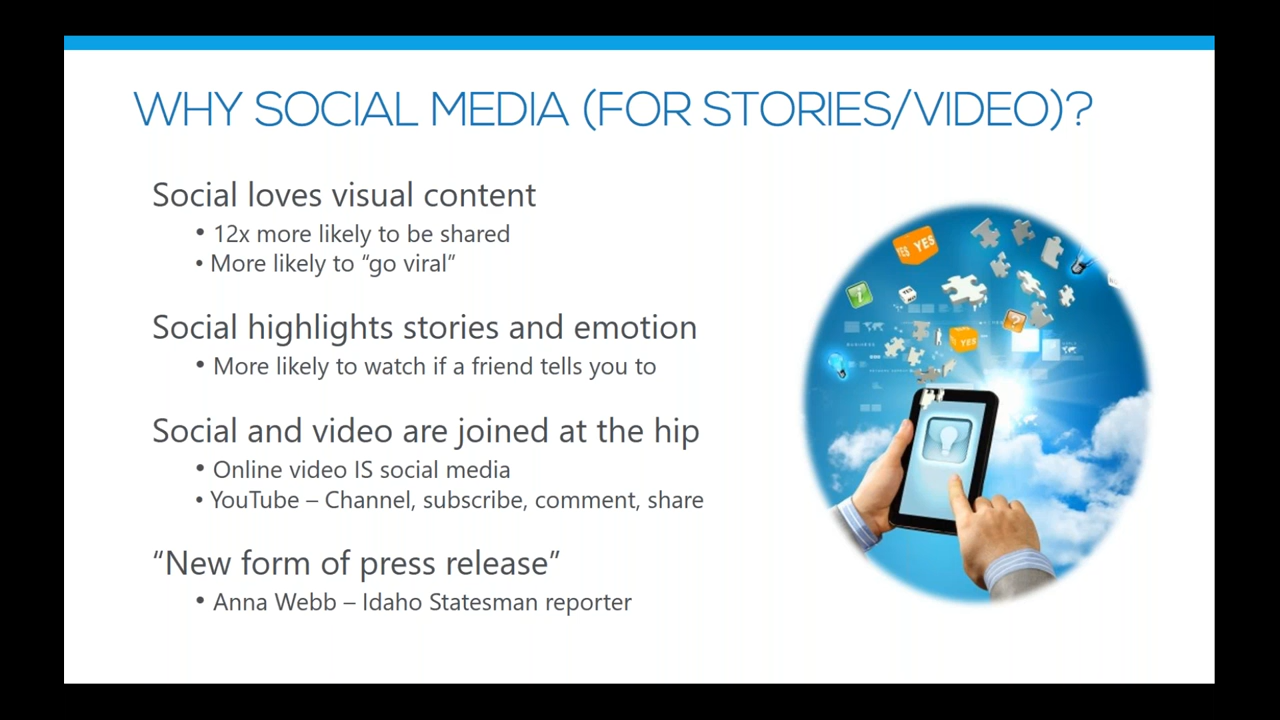 WHY SOCIAL MEDIA (FOR STORIES/VIDEO)?
Social loves visual content
• 12x more likely to be shared
• More likely to “go viral”
Social highlights stories and emotion
• More likely to watch if a friend tells you to
Social and video are joined at the hip
• Online video IS social media
• YouTube – Channel, subscribe, comment, share
“New form of press release”
• Anna Webb – Idaho Statesman reporter
YES
YES
YES